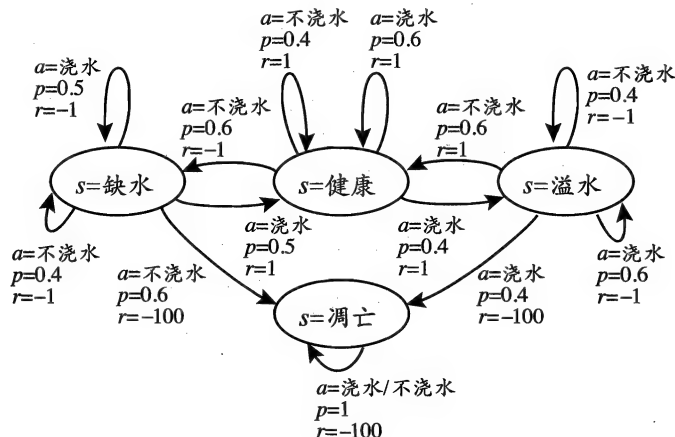 a=不浇水
p=0.4
r=1
a=浇水
p=0.6
r=1
a=浇水
p=0.5
r=-1
a=不浇水
p=0.6
r=-1
a=不浇水
p=0.6
r=1
a=不浇水
p=0.4
r=-1
s=缺水
s=健康
s=溢水
a=不浇水
p=0.4
r=-1
a=不浇水
p=0.6
r=-100
a=浇水
p=0.5
r=1
a=浇水
p=0.4
r=1
a=浇水
p=0.4
r=-100
a=浇水
p=0.6
r=-1
s=凋亡
a=浇水/不浇水
p=1
r=-100